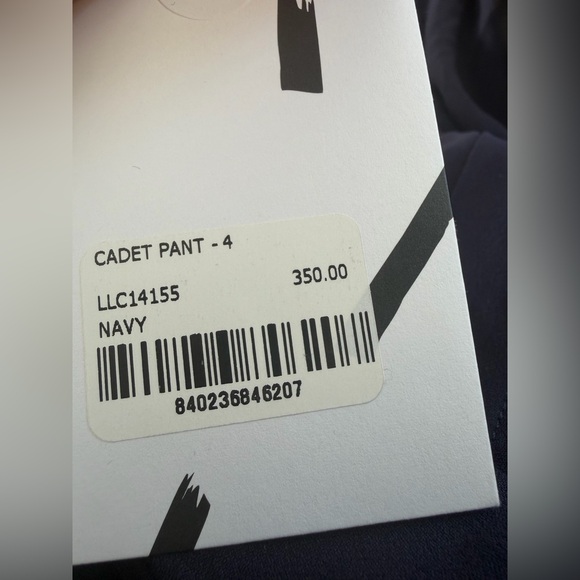 CADET PANT - 4
350.00
LLC14155
NAVY
840236846207